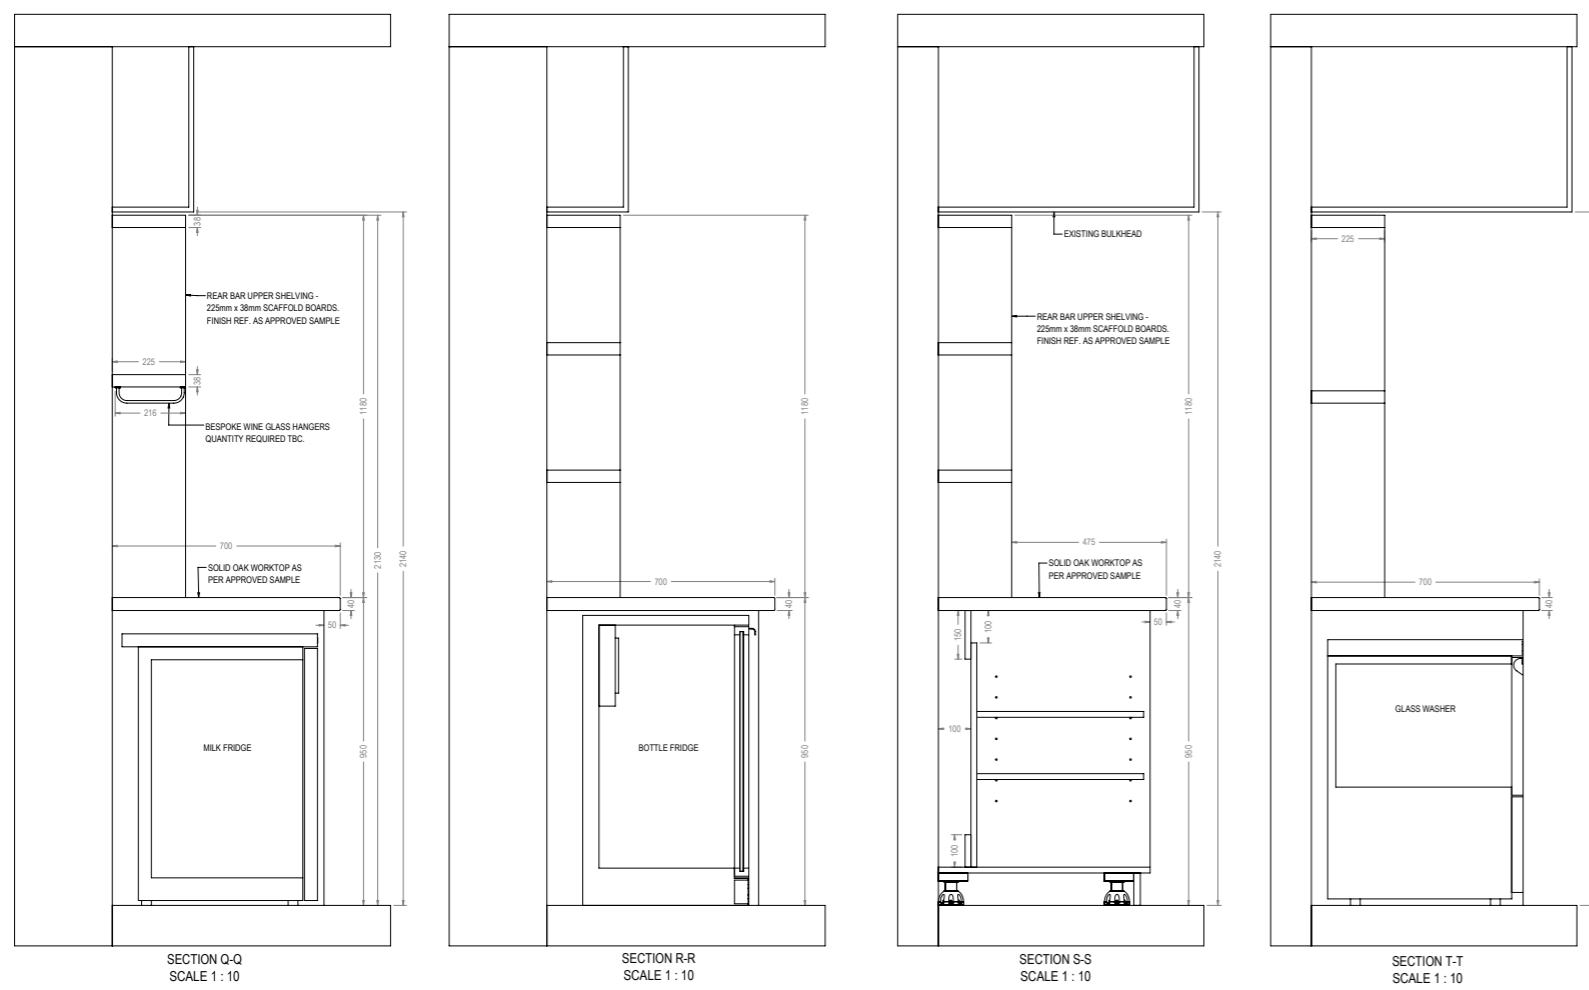 38
REAR BAR UPPER SHELVING -
225mm x 38mm SCAFFOLD BOARDS.
FINISH REF. AS APPROVED SAMPLE
225
38
216
BESPOKE WINE GLASS HANGERS
QUANTITY REQUIRED TBC.
1180
2130
2140
700
SOLID OAK WORKTOP AS
PER APPROVED SAMPLE
40
50
MILK FRIDGE
950
SECTION Q-Q
SCALE 1 : 10
1180
700
40
BOTTLE FRIDGE
950
SECTION R-R
SCALE 1 : 10
EXISTING BULKHEAD
REAR BAR UPPER SHELVING -
225mm x 38mm SCAFFOLD BOARDS.
FINISH REF. AS APPROVED SAMPLE
1180
2140
475
SOLID OAK WORKTOP AS
PER APPROVED SAMPLE
40
50
150
100
100
950
100
SECTION S-S
SCALE 1 : 10
225
700
40
GLASS WASHER
SECTION T-T
SCALE 1 : 10